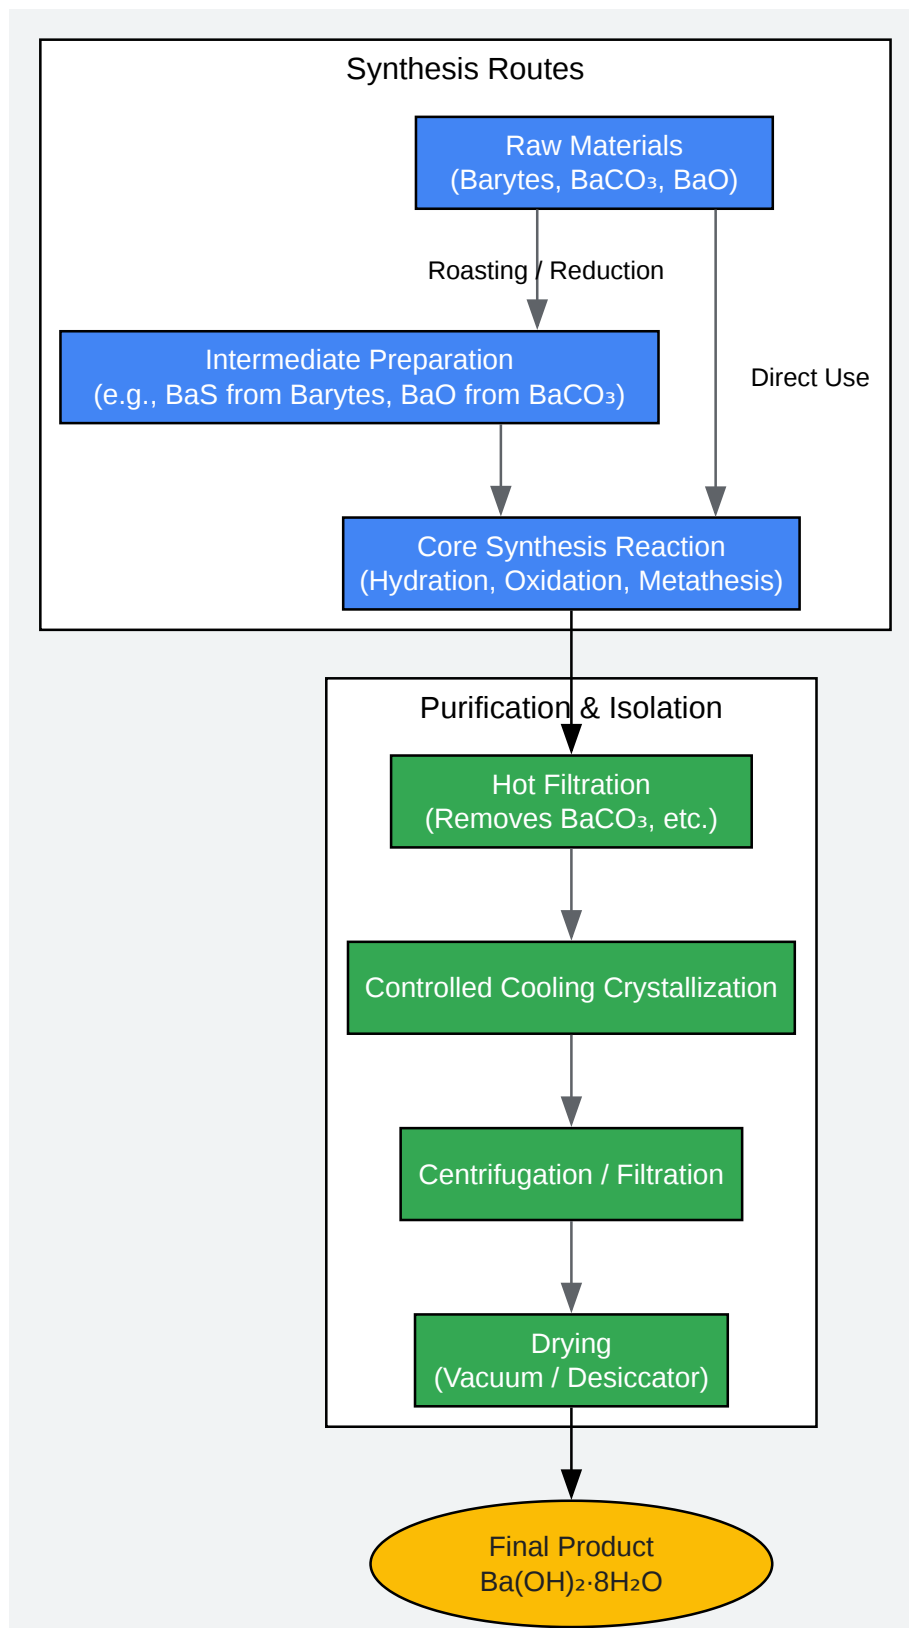 Synthesis Routes
Raw Materials
(Barytes, BaCO₃, BaO)
Roasting / Reduction
Intermediate Preparation
(e.g., BaS from Barytes, BaO from BaCO₃)
Direct Use
Core Synthesis Reaction
(Hydration, Oxidation, Metathesis)
Purification & Isolation
Hot Filtration
(Removes BaCO₃, etc.)
Controlled Cooling Crystallization
Centrifugation / Filtration
Drying
(Vacuum / Desiccator)
Final Product
Ba(OH)₂·8H₂O